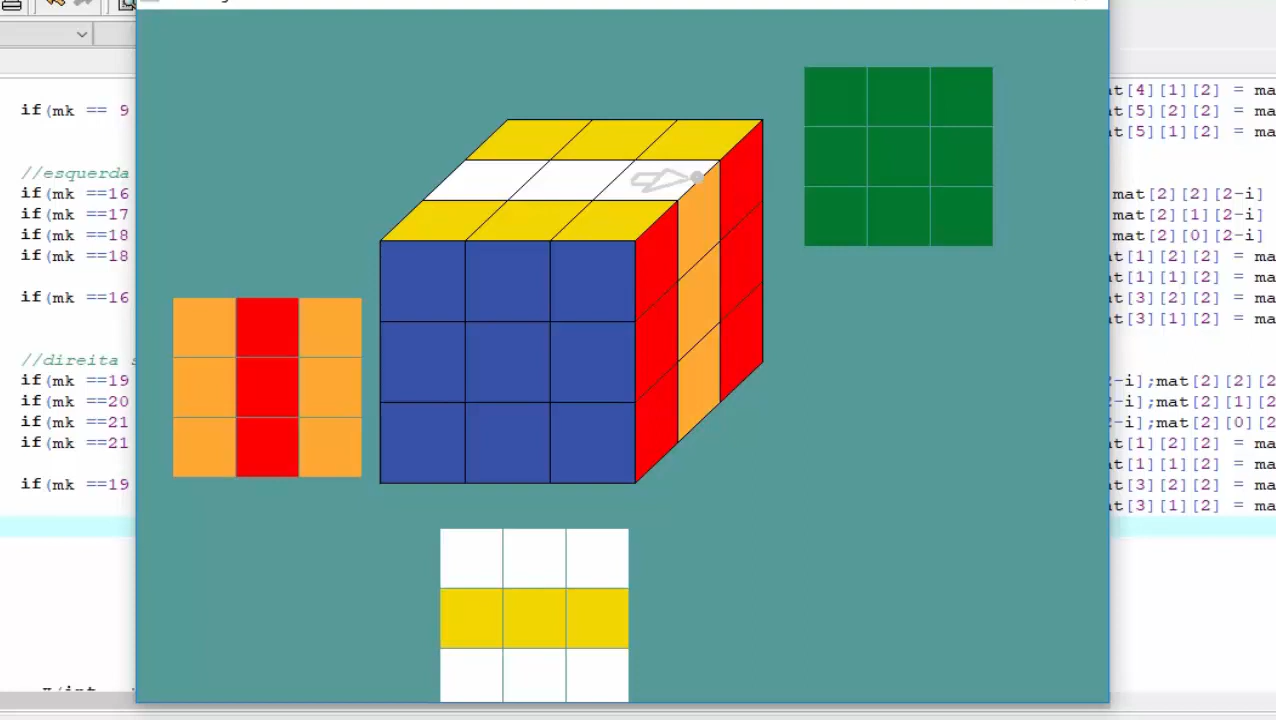 if(mk == 9
//esquerda
if(mk ==16
if(mk ==17
if(mk ==18
if(mk ==18
if(mk ==16
//direita s
if(mk ==19
if(mk ==20
if(mk ==21
if(mk ==21
if(mk ==19
at[4][1][2] = ma
at[5][2][2] = ma
at[5][1][2] = ma
mat[2][2][2-i]
mat[2][1][2-i]
mat[2][0][2-i]
at[1][2][2] = ma
at[1][1][2] = ma
at[3][2][2] = ma
at[3][1][2] = ma
2-i];mat[2][2][2
2-i];mat[2][1][2
2-i];mat[2][0][2
at[1][2][2] = ma
at[1][1][2] = ma
at[3][2][2] = ma
at[3][1][2] = ma